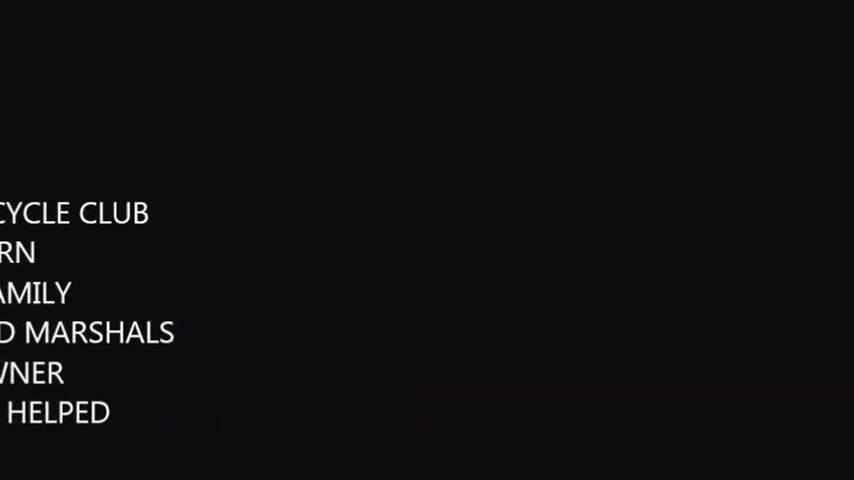 CYCLE CLUB
RN
AMILY
D MARSHALS
WNER
HELPED